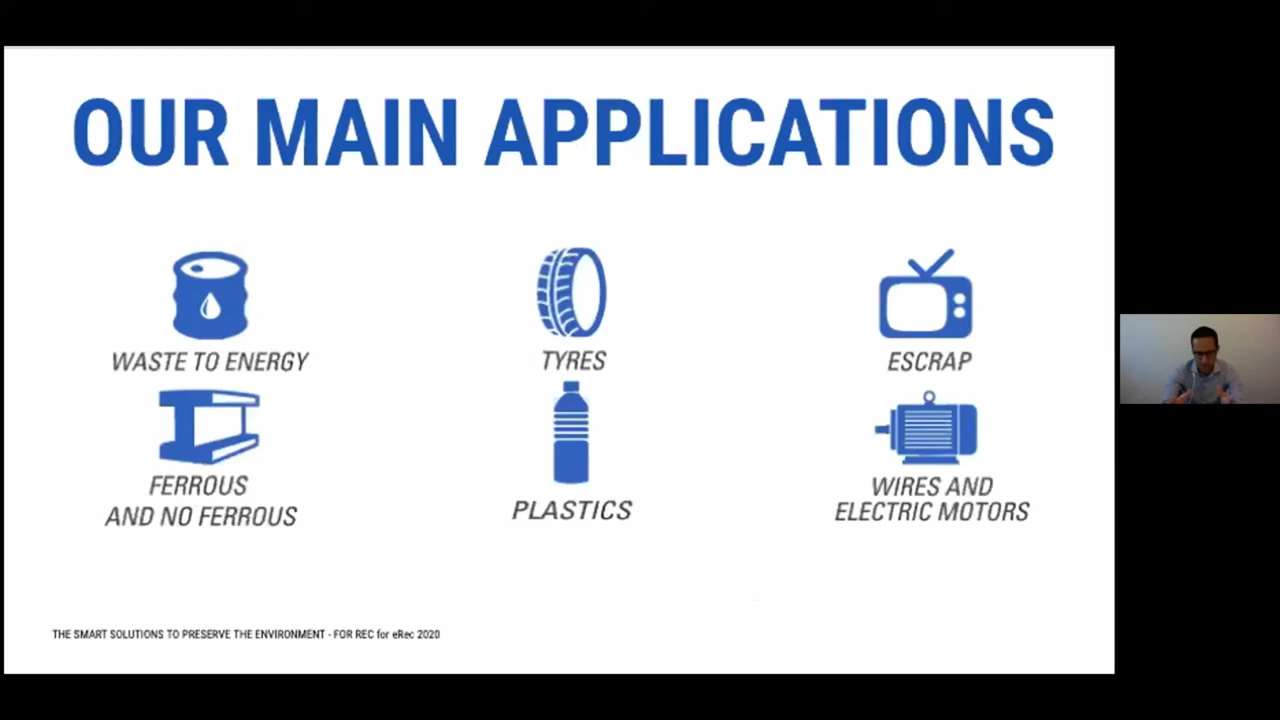 OUR MAIN APPLICATIONS
WASTE TO ENERGY
TYRES
ESCRAP
FERROUS
AND NO FERROUS
PLASTICS
WIRES AND
ELECTRIC MOTORS
THE SMART SOLUTIONS TO PRESERVE THE ENVIRONMENT - FOR REC for eRec 2020